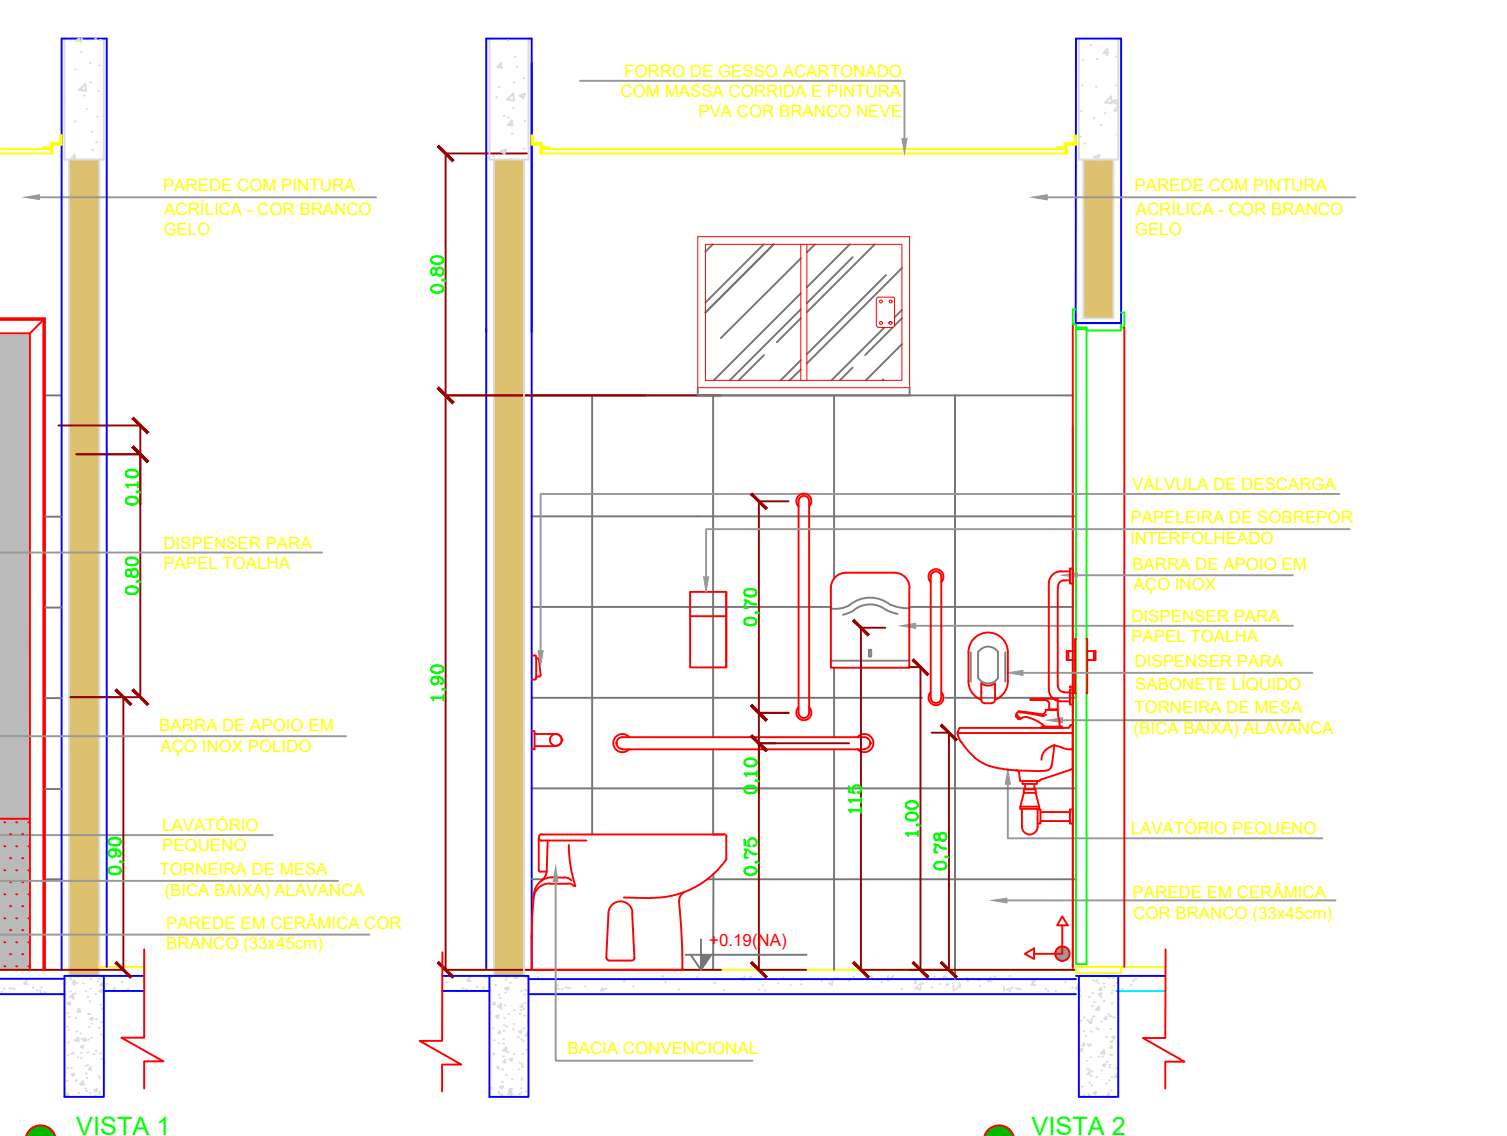 FORRO DE GESSO ACARTONADO
COM MASSA CORRIDA E PINTURA
PVA COR BRANCO NEVE
PAREDE COM PINTURA
ACRÍLICA - COR BRANCO
GELO
PAREDE COM PINTURA
ACRÍLICA - COR BRANCO
GELO
0.80
0.10
0.80
0.90
1.90
DISPENSER PARA
PAPEL TOALHA
BARRA DE APOIO EM
AÇO INOX POLIDO
LAVATÓRIO
PEQUENO
TORNEIRA DE MESA
(BICA BAIXA) ALAVANCA
PAREDE EM CERÂMICA COR
BRANCO (33x45cm)
0.70
0.10
0.75
115
1.00
0.78
+0.19(NA)
VÁLVULA DE DESCARGA
PAPELEIRA DE SOBREPOR
INTERFOLHEADO
BARRA DE APOIO EM
AÇO INOX
DISPENSER PARA
PAPEL TOALHA
DISPENSER PARA
SABONETE LÍQUIDO
TORNEIRA DE MESA
(BICA BAIXA) ALAVANCA
LAVATÓRIO PEQUENO
PAREDE EM CERÂMICA
COR BRANCO (33x45cm)
BACIA CONVENCIONAL
VISTA 1
VISTA 2